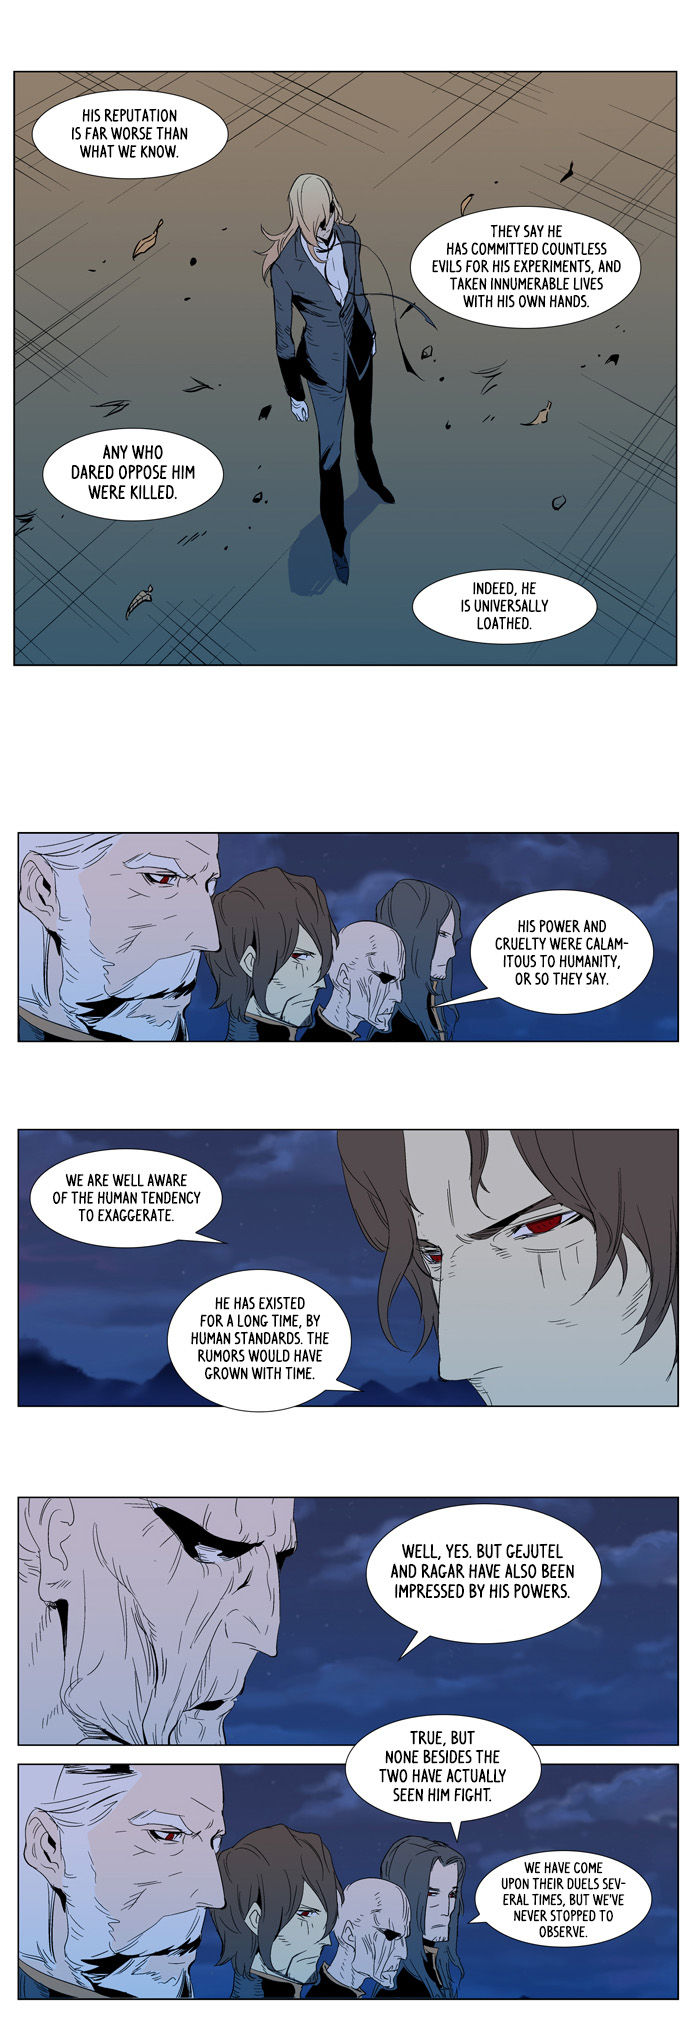 HIS REPUTATION
IS FAR WORSE THAN
WHAT WE KNOW.
THEY SAY HE
HAS COMMITTED COUNTLESS
EVILS FOR HIS EXPERIMENTS, AND
TAKEN INNUMERABLE LIVES
WITH HIS OWN HANDS.
ANY WHO
DARED OPPOSE HIM
WERE KILLED.
INDEED, HE
IS UNIVERSALLY
LOATHED.
HIS POWER AND
CRUELTY WERE CALAM-
ITOUS TO HUMANITY,
OR SO THEY SAY.
WE ARE WELL AWARE
OF THE HUMAN TENDENCY
TO EXAGGERATE.
HE HAS EXISTED
FOR A LONG TIME, BY
HUMAN STANDARDS. THE
RUMORS WOULD HAVE
GROWN WITH TIME.
WELL, YES. BUT GEJUTEL
AND RAGAR HAVE ALSO BEEN
IMPRESSED BY HIS POWERS.
TRUE, BUT
NONE BESIDES THE
TWO HAVE ACTUALLY
SEEN HIM FIGHT.
WE HAVE COME
UPON THEIR DUELS SEV-
ERAL TIMES, BUT WE'VE
NEVER STOPPED TO
OBSERVE.